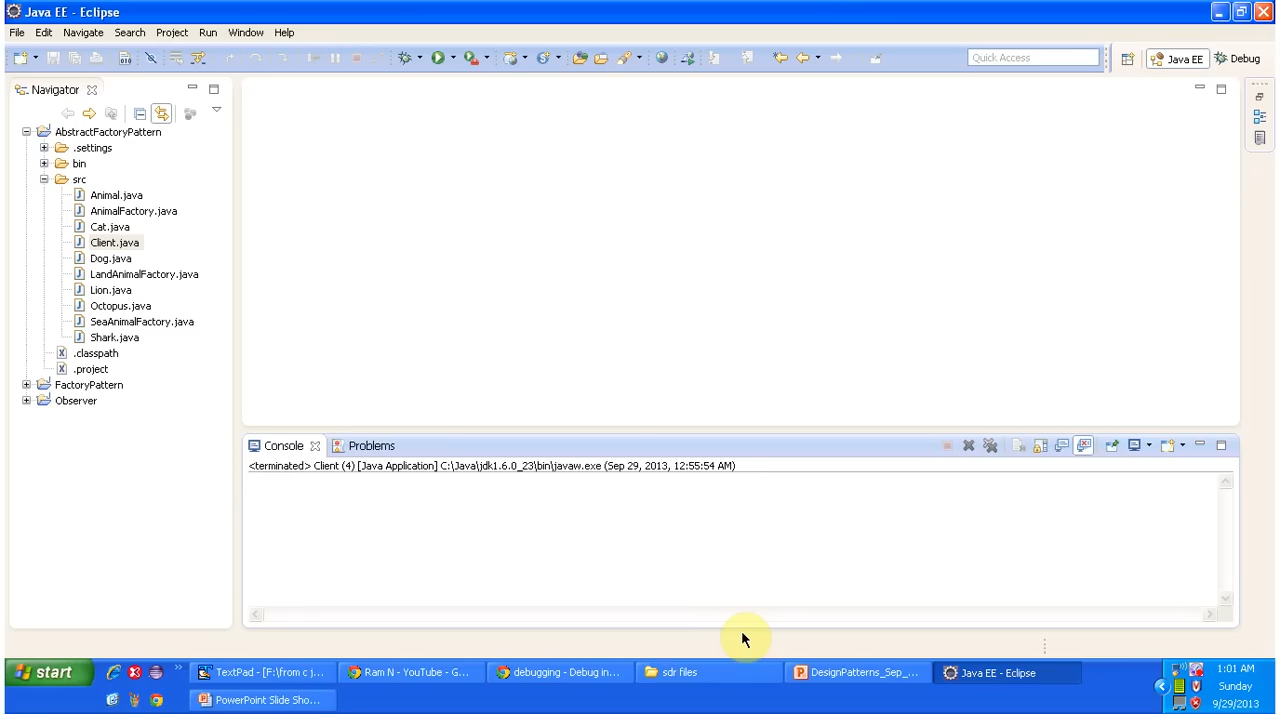 Java EE - Eclipse
File Edit Navigate Search Project Run Window Help
Quick Access
Java EE
Debug
Navigator
AbstractFactoryPattern
.settings
bin
src
Animal.java
AnimalFactory.java
Cat.java
Client.java
Dog.java
LandAnimalFactory.java
Lion.java
Octopus.java
SeaAnimalFactory.java
Shark.java
.classpath
.project
FactoryPattern
Observer
Console
Problems
<terminated> Client (4) [Java Application] C:\Java\jdk1.6.0_23\bin\javaw.exe (Sep 29, 2013, 12:55:54 AM)
start
TextPad - [F:\from c j...
Ram N - YouTube - G...
debugging - Debug in...
sdr files
DesignPatterns_Sep_...
Java EE - Eclipse
1:01 AM
PowerPoint Slide Sho...
Sunday
9/29/2013